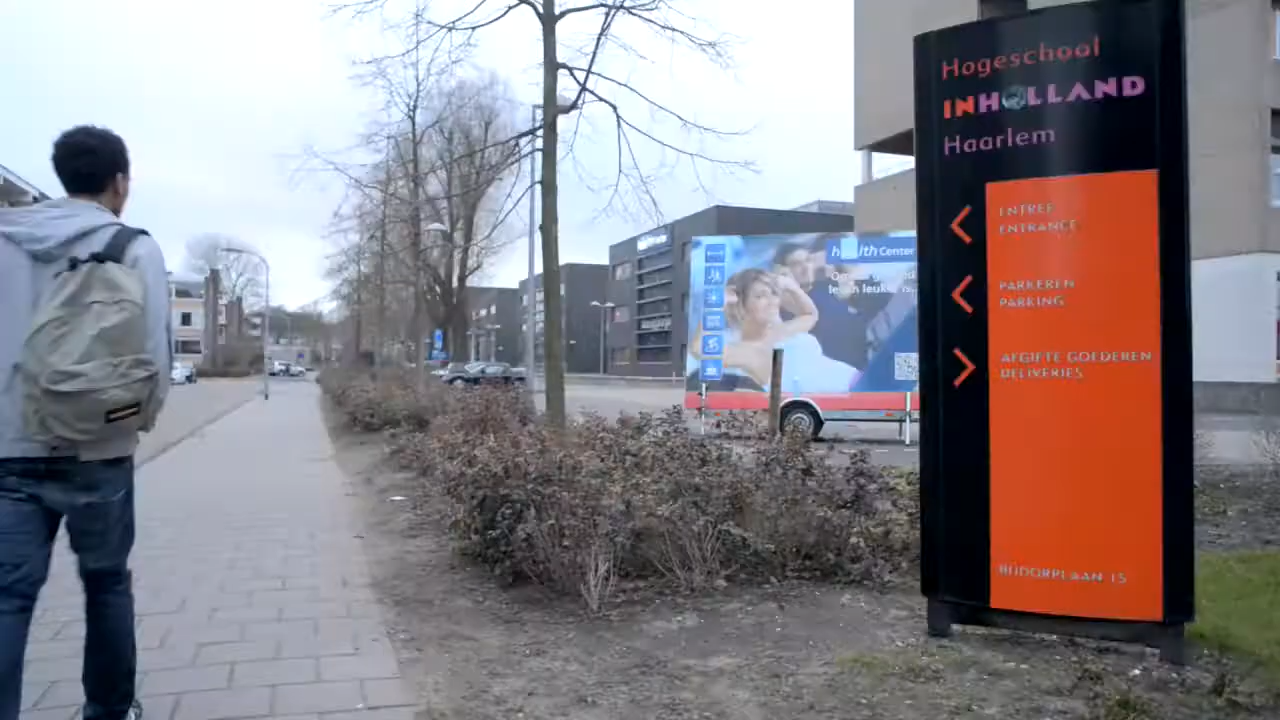 Hogeschool
INHOLLAND
Haarlem
ENTREE
ENTRANCE
PARKEREN
PARKING
AFGIFTE GOEDEREN
DELIVERIES
BIJDORPLAAN 15
health Center